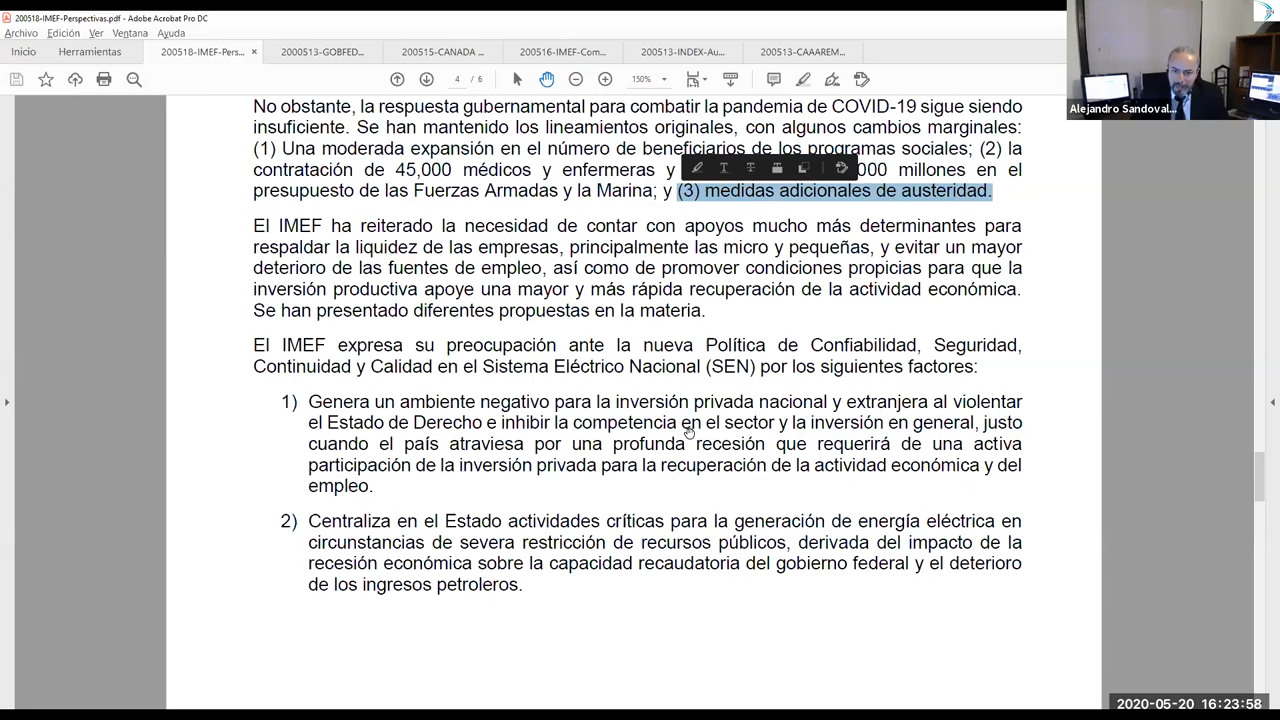 200518-IMEF-Perspectivas.pdf - Adobe Acrobat Pro DC
Archivo Edición Ver Ventana Ayuda
Inicio Herramientas 200518-IMEF-Pers... × 2000513-GOBFED... 200515-CANADA ... 200516-IMEF-Com... 200513-INDEX-Au... 200513-CAAAREM...
4 / 6 150%
Alejandro Sandoval...
No obstante, la respuesta gubernamental para combatir la pandemia de COVID-19 sigue siendo
insuficiente. Se han mantenido los lineamientos originales, con algunos cambios marginales:
(1) Una moderada expansión en el número de beneficiarios de los programas sociales; (2) la
contratación de 45,000 médicos y enfermeras y 000 millones en el
presupuesto de las Fuerzas Armadas y la Marina; y (3) medidas adicionales de austeridad.
El IMEF ha reiterado la necesidad de contar con apoyos mucho más determinantes para
respaldar la liquidez de las empresas, principalmente las micro y pequeñas, y evitar un mayor
deterioro de las fuentes de empleo, así como de promover condiciones propicias para que la
inversión productiva apoye una mayor y más rápida recuperación de la actividad económica.
Se han presentado diferentes propuestas en la materia.
El IMEF expresa su preocupación ante la nueva Política de Confiabilidad, Seguridad,
Continuidad y Calidad en el Sistema Eléctrico Nacional (SEN) por los siguientes factores:
1) Genera un ambiente negativo para la inversión privada nacional y extranjera al violentar
el Estado de Derecho e inhibir la competencia en el sector y la inversión en general, justo
cuando el país atraviesa por una profunda recesión que requerirá de una activa
participación de la inversión privada para la recuperación de la actividad económica y del
empleo.
2) Centraliza en el Estado actividades críticas para la generación de energía eléctrica en
circunstancias de severa restricción de recursos públicos, derivada del impacto de la
recesión económica sobre la capacidad recaudatoria del gobierno federal y el deterioro
de los ingresos petroleros.
2020-05-20 16:23:58